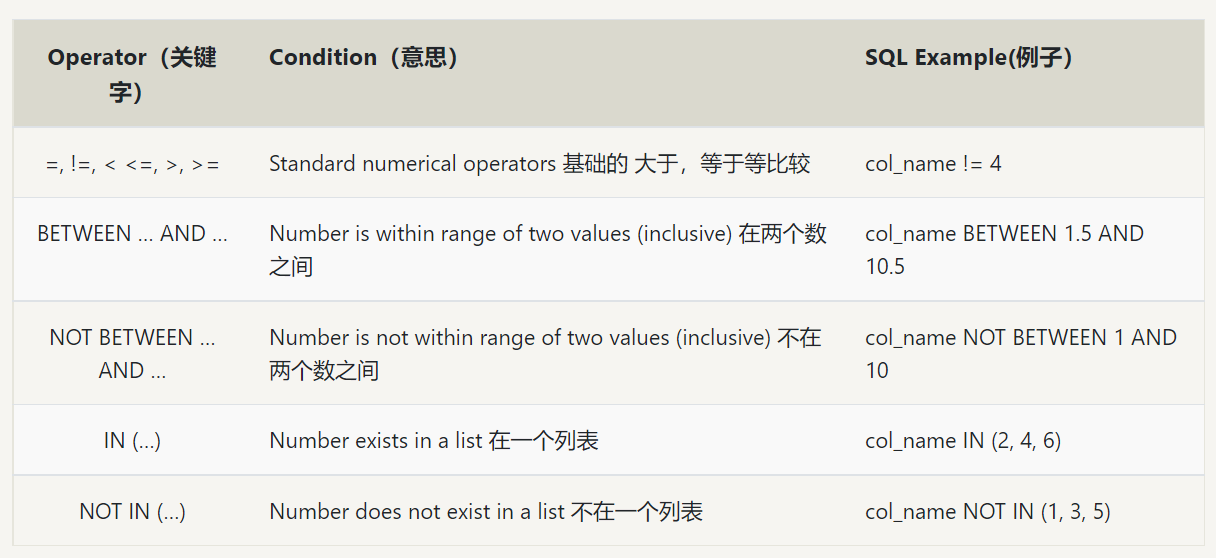 Operator（关键字） Condition（意思） SQL Example(例子）
=, !=, < <=, >, >= Standard numerical operators 基础的 大于，等于等比较 col_name != 4
BETWEEN … AND … Number is within range of two values (inclusive) 在两个数之间 col_name BETWEEN 1.5 AND 10.5
NOT BETWEEN … AND … Number is not within range of two values (inclusive) 不在两个数之间 col_name NOT BETWEEN 1 AND 10
IN (…) Number exists in a list 在一个列表 col_name IN (2, 4, 6)
NOT IN (…) Number does not exist in a list 不在一个列表 col_name NOT IN (1, 3, 5)